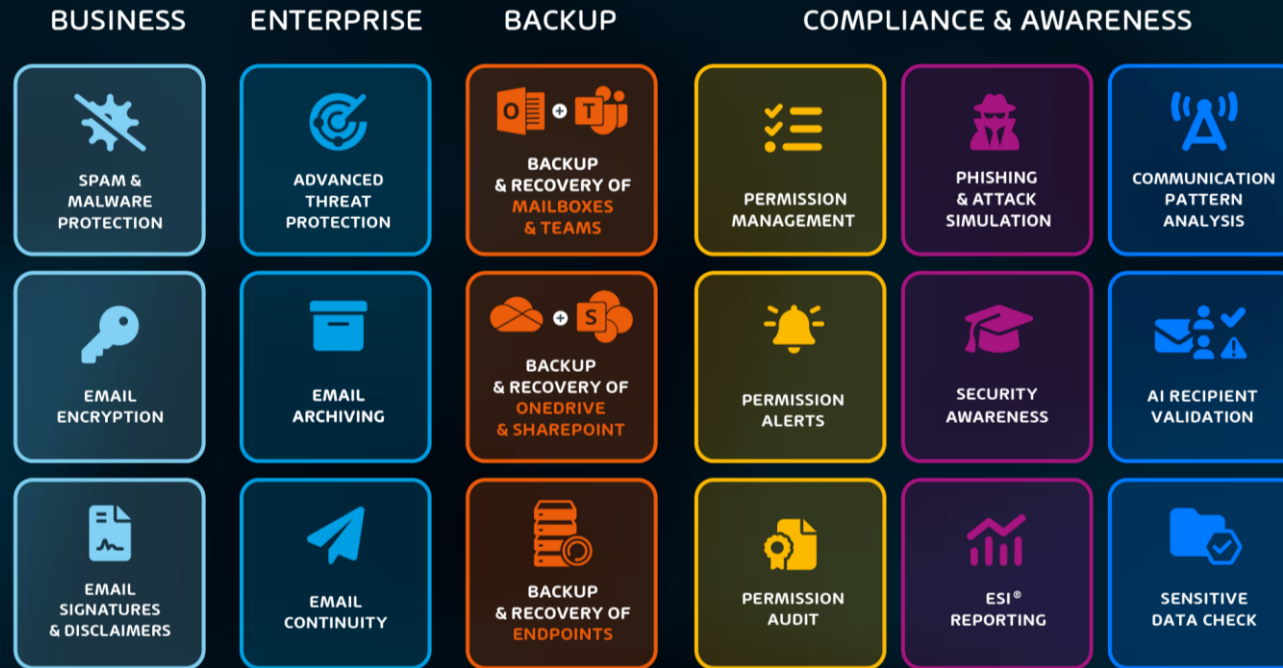 BUSINESS
ENTERPRISE
BACKUP
COMPLIANCE & AWARENESS
SPAM &
MALWARE
PROTECTION
ADVANCED
THREAT
PROTECTION
O + T
BACKUP
& RECOVERY OF
MAILBOXES
& TEAMS
PERMISSION
MANAGEMENT
PHISHING
& ATTACK
SIMULATION
COMMUNICATION
PATTERN
ANALYSIS
EMAIL
ENCRYPTION
EMAIL
ARCHIVING
+ S
BACKUP
& RECOVERY OF
ONEDRIVE
& SHAREPOINT
PERMISSION
ALERTS
SECURITY
AWARENESS
AI RECIPIENT
VALIDATION
EMAIL
SIGNATURES
& DISCLAIMERS
EMAIL
CONTINUITY
BACKUP
& RECOVERY OF
ENDPOINTS
PERMISSION
AUDIT
ESI®
REPORTING
SENSITIVE
DATA CHECK